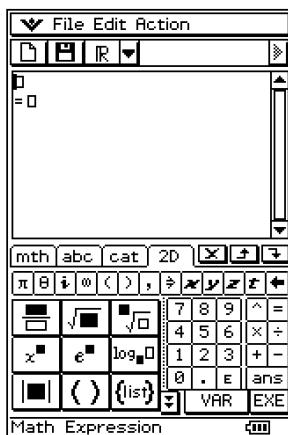 File Edit Action
ℝ
▯
=▯
mth abc cat 2D
π θ i ∞ ( ) , ⇒ x y z t ←
■/■ √■ ■√□ 7 8 9 ^ =
4 5 6 × ÷
x■ e■ log■□ 1 2 3 + −
0 . E ans
|■| ( ) {list} VAR EXE
Math Expression